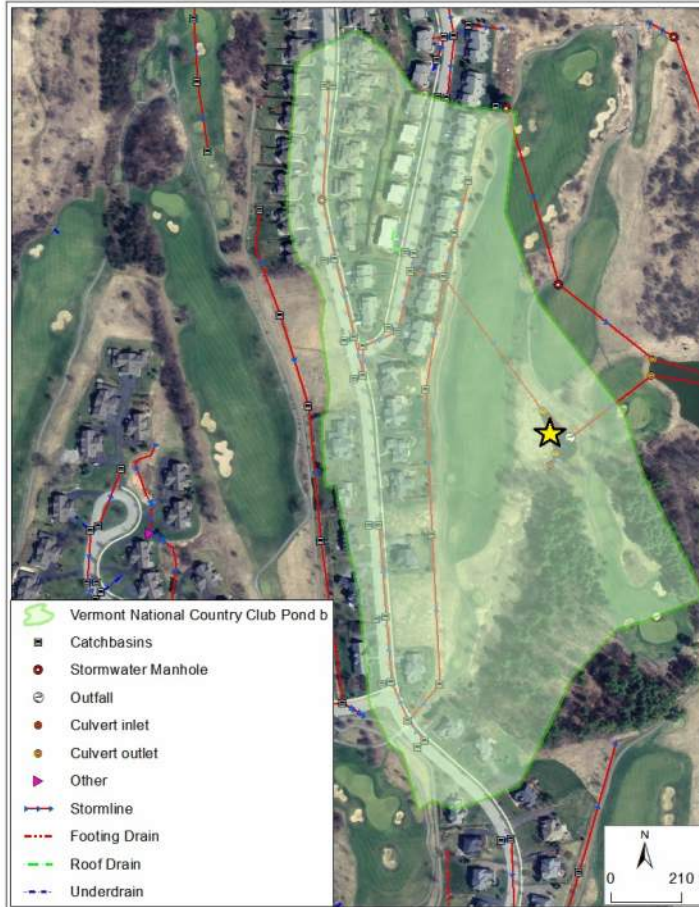 Vermont National Country Club Pond b
Catchbasins
Stormwater Manhole
Outfall
Culvert inlet
Culvert outlet
Other
Stormline
Footing Drain
Roof Drain
Underdrain
N
0 210